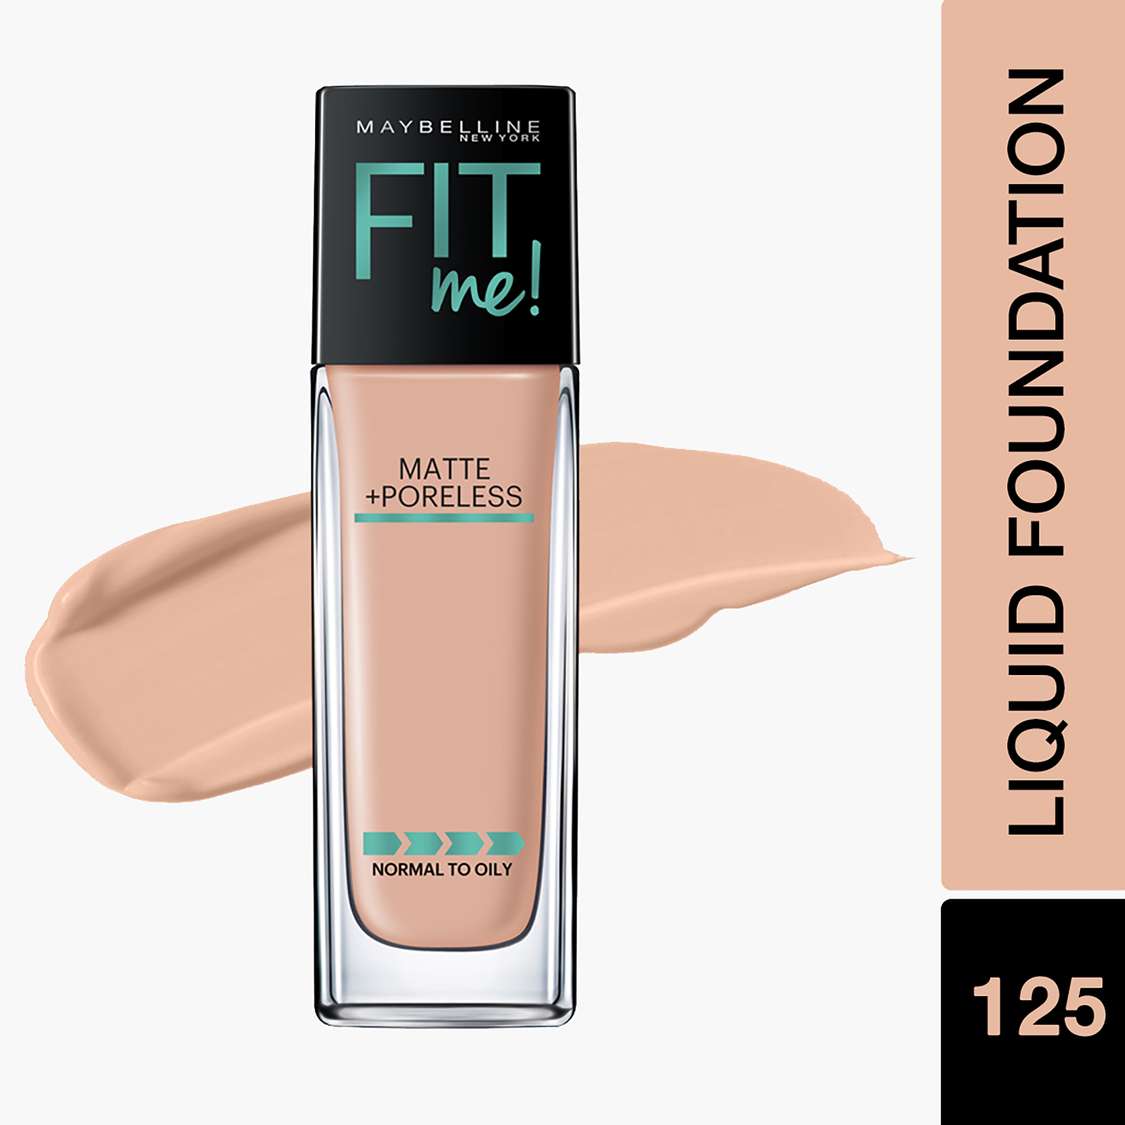 MAYBELLINE
NEW YORK
FIT
me!
MATTE
+PORELESS
NORMAL TO OILY
LIQUID FOUNDATION
125